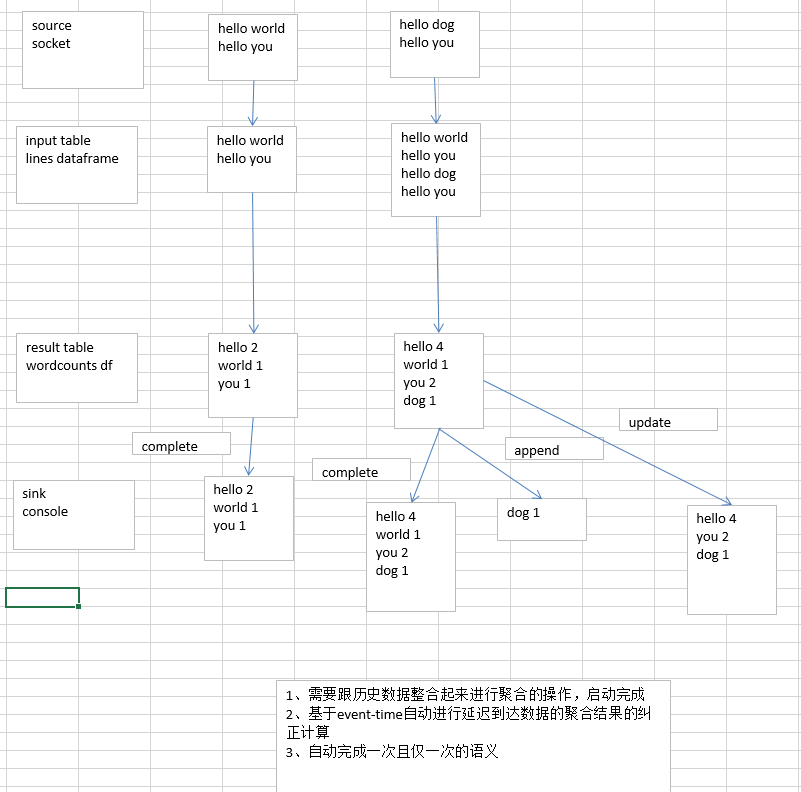 source
socket
hello world
hello you
hello dog
hello you
input table
lines dataframe
hello world
hello you
hello world
hello you
hello dog
hello you
result table
wordcounts df
hello 2
world 1
you 1
hello 4
world 1
you 2
dog 1
complete
complete
append
update
sink
console
hello 2
world 1
you 1
hello 4
world 1
you 2
dog 1
dog 1
hello 4
you 2
dog 1
1、需要跟历史数据整合起来进行聚合的操作，启动完成
2、基于event-time自动进行延迟到达数据的聚合结果的纠
正计算
3、自动完成一次且仅一次的语义